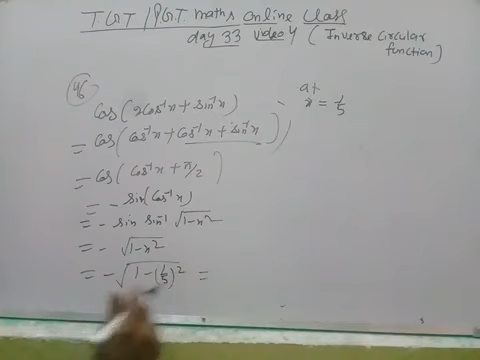 T.G.T / P.G.T. maths online class
day 33 video 4 ( Inverse circular function )
46
cos(2cos⁻¹x + sin⁻¹x) at x = 1/5
= cos(cos⁻¹x + cos⁻¹x + sin⁻¹x)
= cos(cos⁻¹x + π/2)
= - sin(cos⁻¹x)
= - sin sin⁻¹ √1-x²
= - √1-x²
= - √1-(1/5)² =